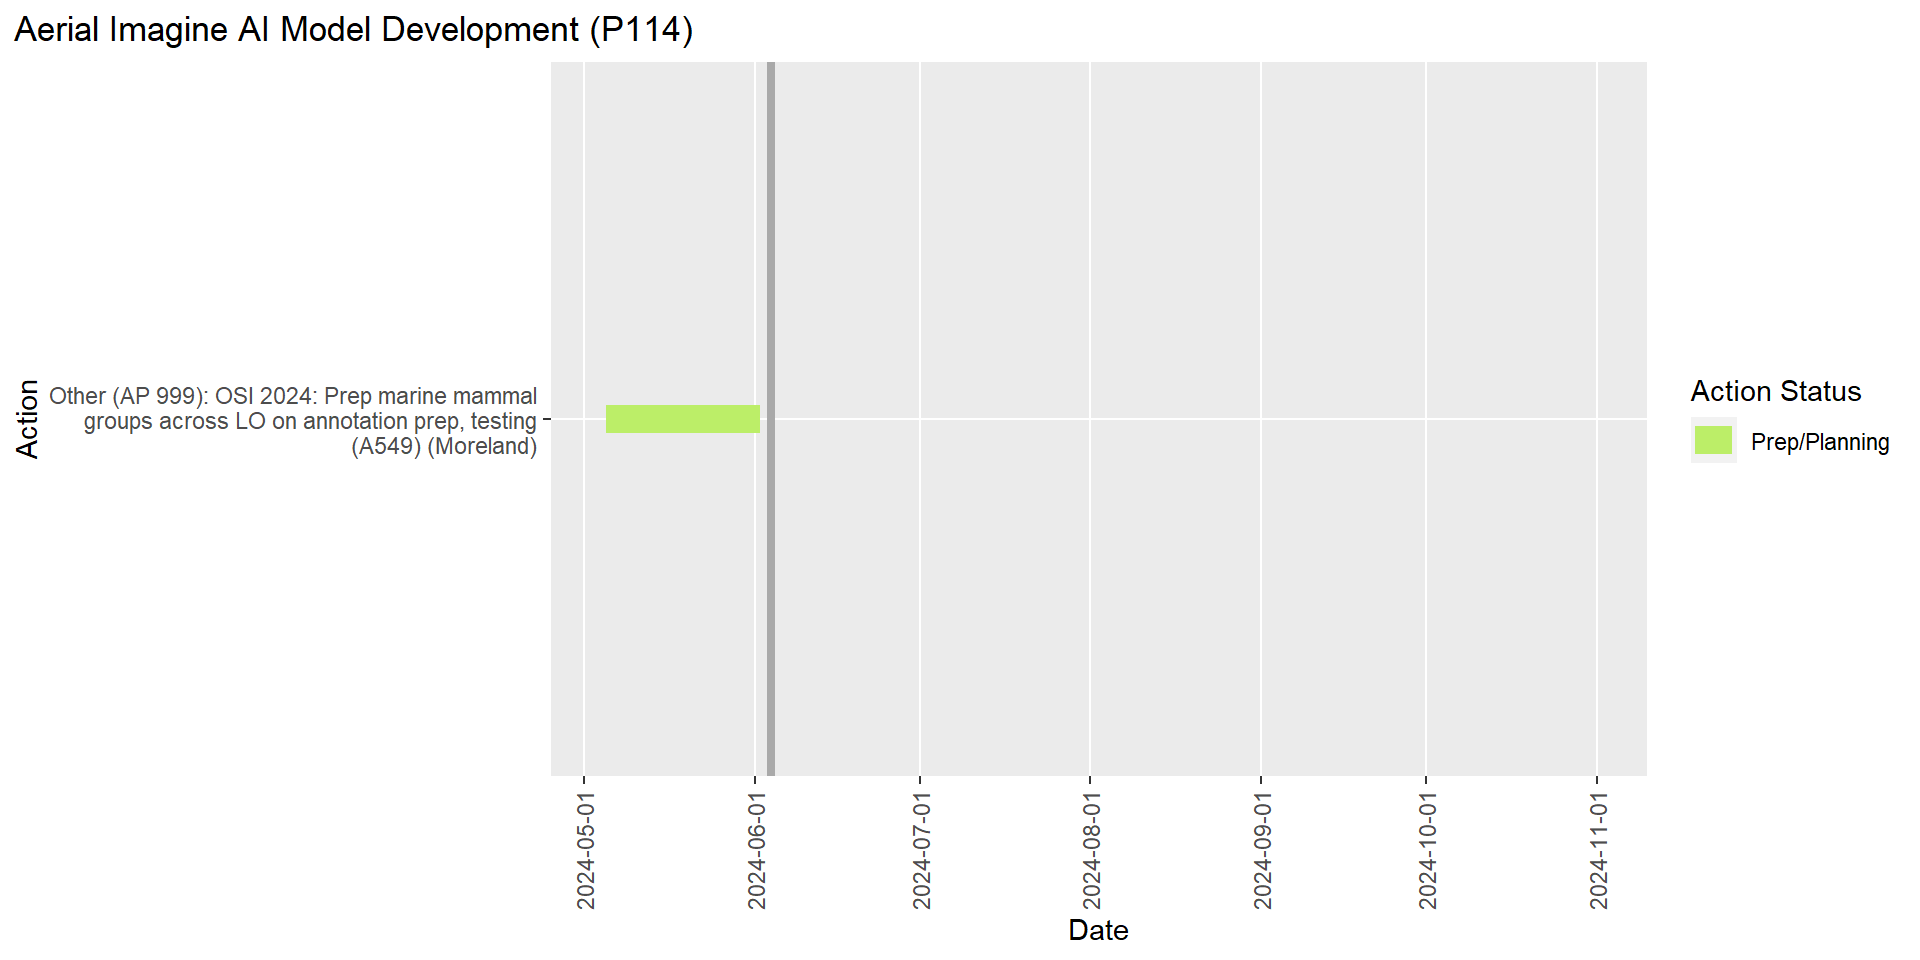 Aerial Imagine AI Model Development (P114)
Action
Other (AP 999): OSI 2024: Prep marine mammal
groups across LO on annotation prep, testing
(A549) (Moreland)
Action Status
Prep/Planning
2024-05-01
2024-06-01
2024-07-01
2024-08-01
2024-09-01
2024-10-01
2024-11-01
Date